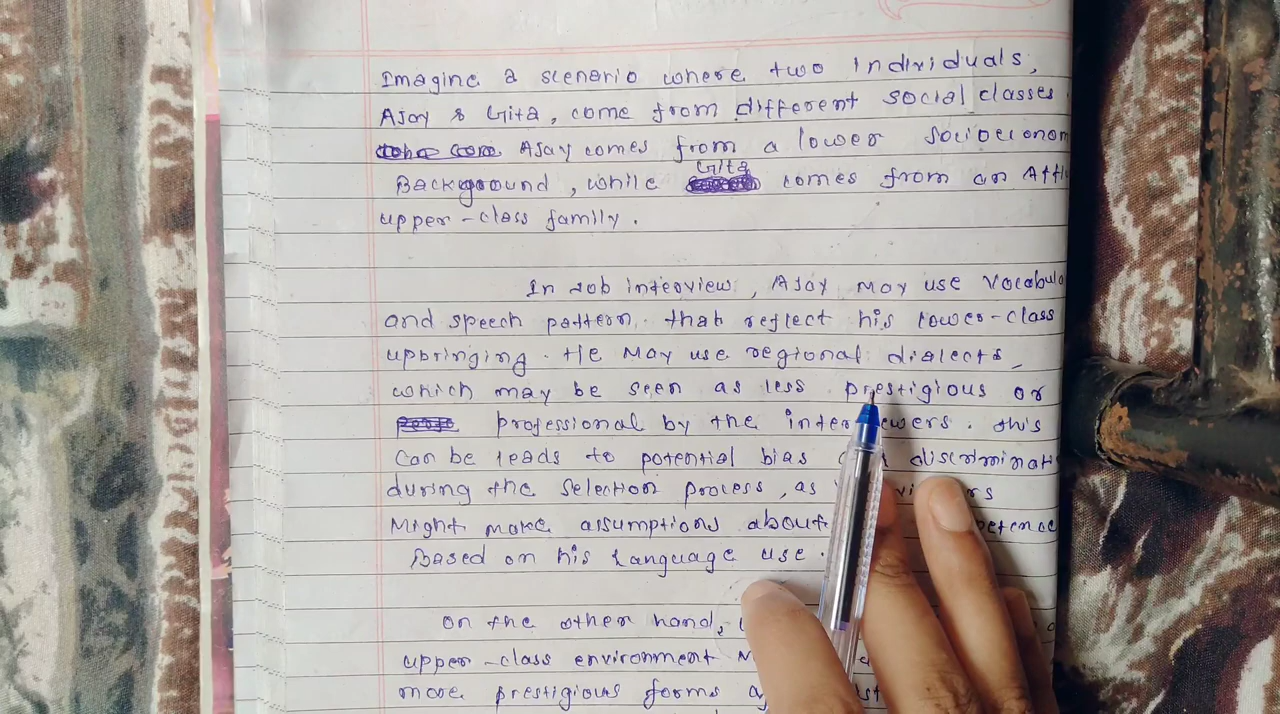 Imagine a scenario where two individuals,
Ajay & Gita, come from different social classes.
Ajay comes from a lower
Background, while Gita comes from an
upper-class family.
In Job interview, Ajay may use
and speech pattern. that reflect his lower-class
upbringing. He may use regional dialects,
which may be seen as less prestigious or
professional by the. this
can be leads to potential bias
during the selection process, as
Might make assumptions about
Based on his Language use.
On the other hand,
upper-class environment
more prestigious forms